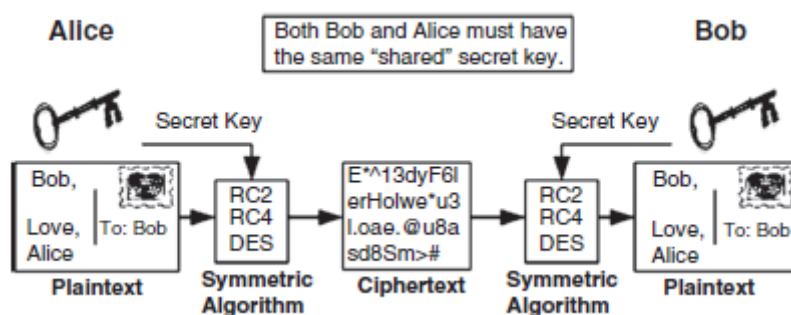 Alice
Both Bob and Alice must have
the same “shared” secret key.
Bob
Secret Key
Secret Key
Bob,
Love,
Alice
To: Bob
RC2
RC4
DES
E*^13dyF6l
erHolwe*u3
l.oae.@u8a
sd8Sm>#
RC2
RC4
DES
Bob,
Love,
Alice
To: Bob
Plaintext
Symmetric
Algorithm
Ciphertext
Symmetric
Algorithm
Plaintext